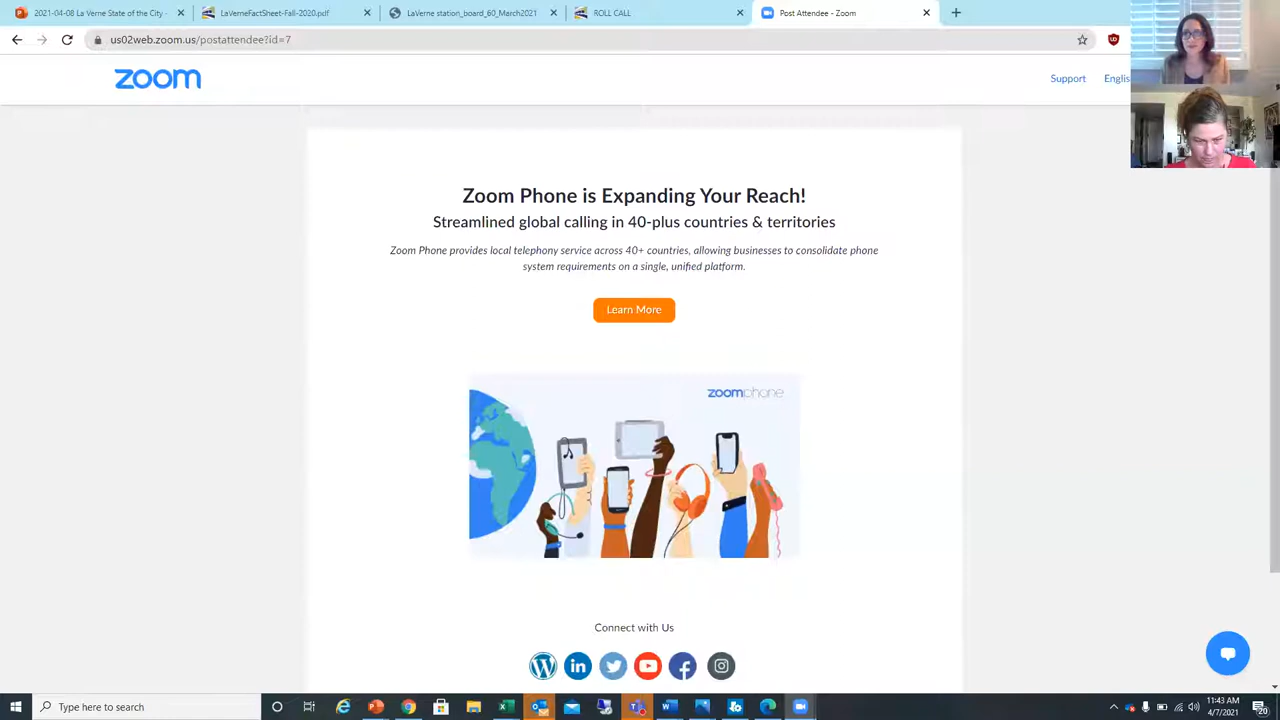 2021-04-08 La Verne State of the City -
LaVerneFactSheet-Fall-2020.pdf
LaVerne station_board_60_March2021
ROLL CALL
Post Attendee - Zoom
us02web.zoom.us/postattendee?id=7
zoom
Support
Englis
Zoom Phone is Expanding Your Reach!
Streamlined global calling in 40-plus countries & territories
Zoom Phone provides local telephony service across 40+ countries, allowing businesses to consolidate phone
system requirements on a single, unified platform.
Learn More
zoomphone
Connect with Us
Type here to search
11:43 AM
4/7/2021
20